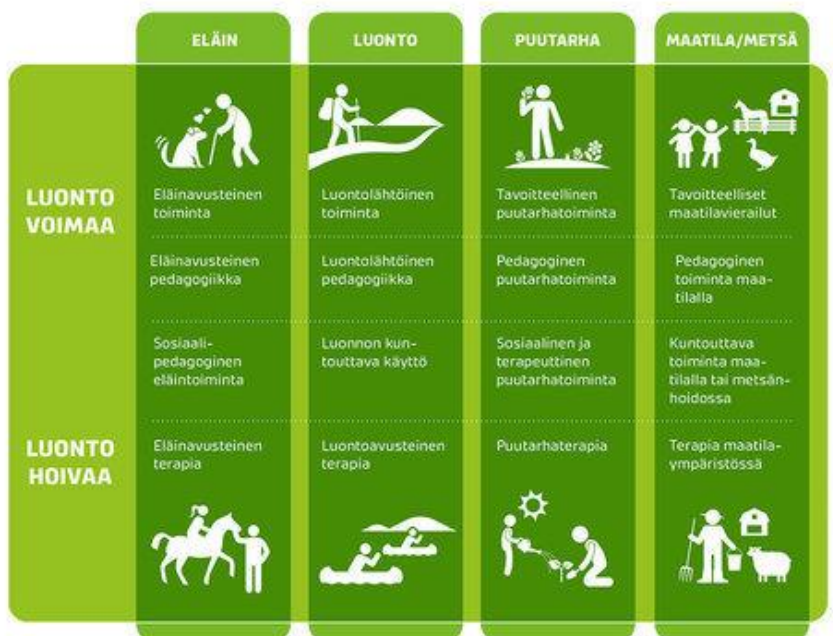 ELÄIN
LUONTO
PUUTARHA
MAATILA/METSÄ
LUONTO
VOIMAA
Eläinavusteinen
toiminta
Luontolähtöinen
toiminta
Tavoitteellinen
puutarhatoiminta
Tavoitteelliset
maatilavierailut
Eläinavusteinen
pedagogiikka
Luontolähtöinen
pedagogiikka
Pedagoginen
puutarhatoiminta
Pedagoginen
toiminta maa-
tilalla
Sosiaali-
pedagoginen
eläintoiminta
Luonnon kun-
touttava käyttö
Sosiaalinen ja
terapeuttinen
puutarhatoiminta
Kuntouttava
toiminta maa-
tilalla tai metsän-
hoidossa
LUONTO
HOIVAA
Eläinavusteinen
terapia
Luontoavusteinen
terapia
Puutarhaterapia
Terapia maatila-
ympäristössä